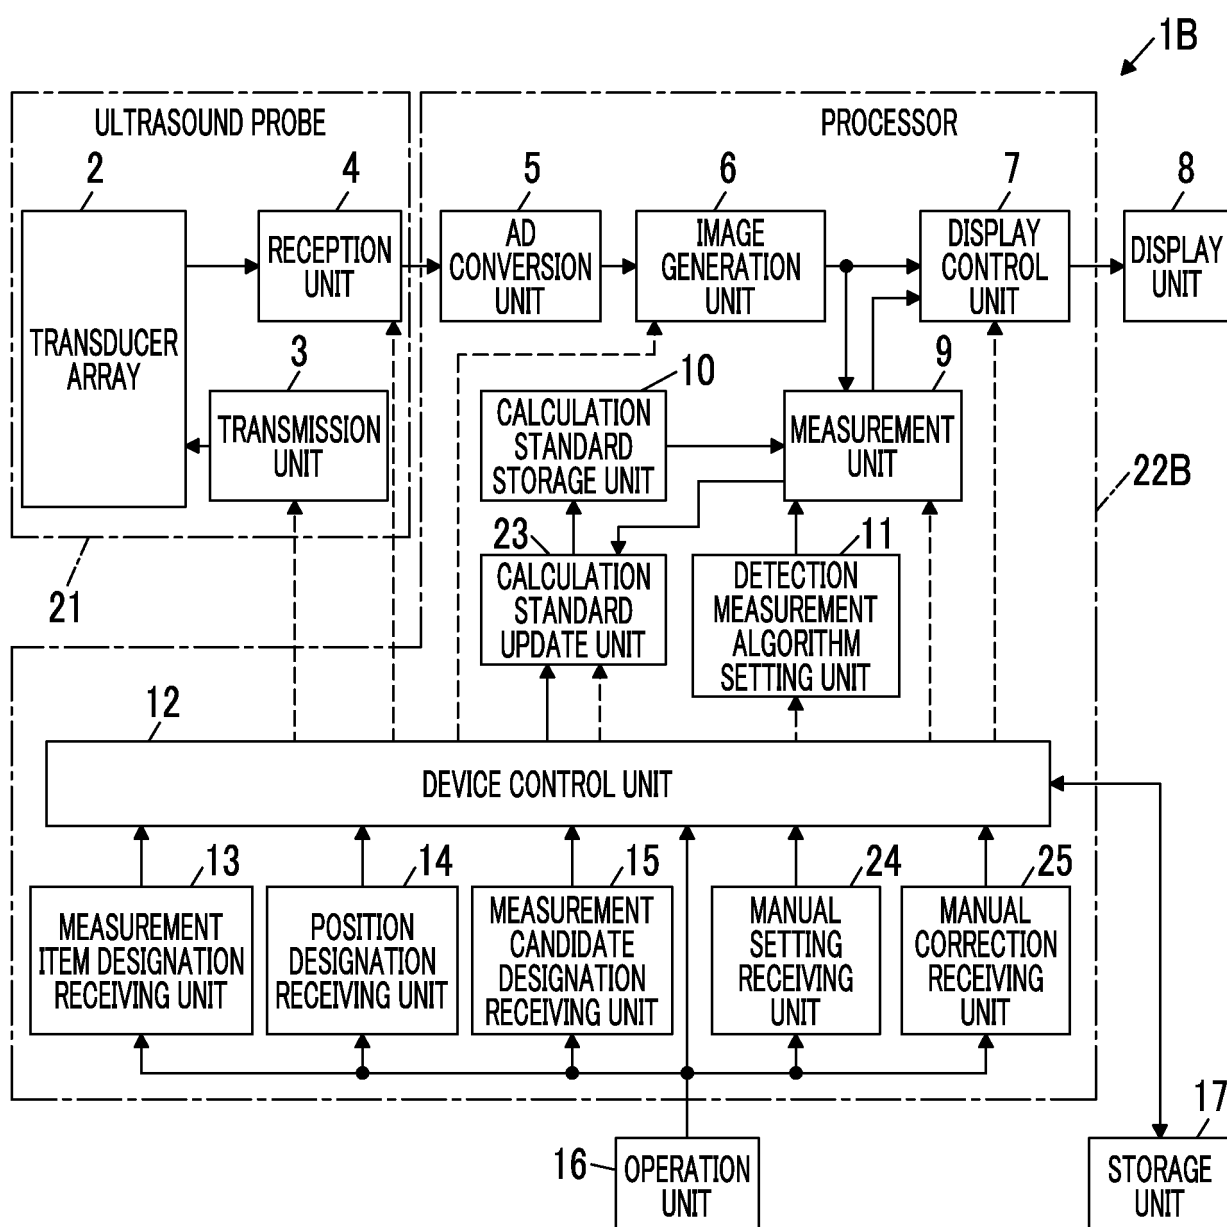 1B
ULTRASOUND PROBE
PROCESSOR
2
4
5
6
7
8
TRANSDUCER
ARRAY
RECEPTION
UNIT
AD
CONVERSION
UNIT
IMAGE
GENERATION
UNIT
DISPLAY
CONTROL
UNIT
DISPLAY
UNIT
3
TRANSMISSION
UNIT
10
CALCULATION
STANDARD
STORAGE UNIT
9
MEASUREMENT
UNIT
22B
21
23
CALCULATION
STANDARD
UPDATE UNIT
11
DETECTION
MEASUREMENT
ALGORITHM
SETTING UNIT
12
DEVICE CONTROL UNIT
13
MEASUREMENT
ITEM DESIGNATION
RECEIVING UNIT
14
POSITION
DESIGNATION
RECEIVING UNIT
15
MEASUREMENT
CANDIDATE
DESIGNATION
RECEIVING UNIT
24
MANUAL
SETTING
RECEIVING
UNIT
25
MANUAL
CORRECTION
RECEIVING
UNIT
16
OPERATION
UNIT
17
STORAGE
UNIT